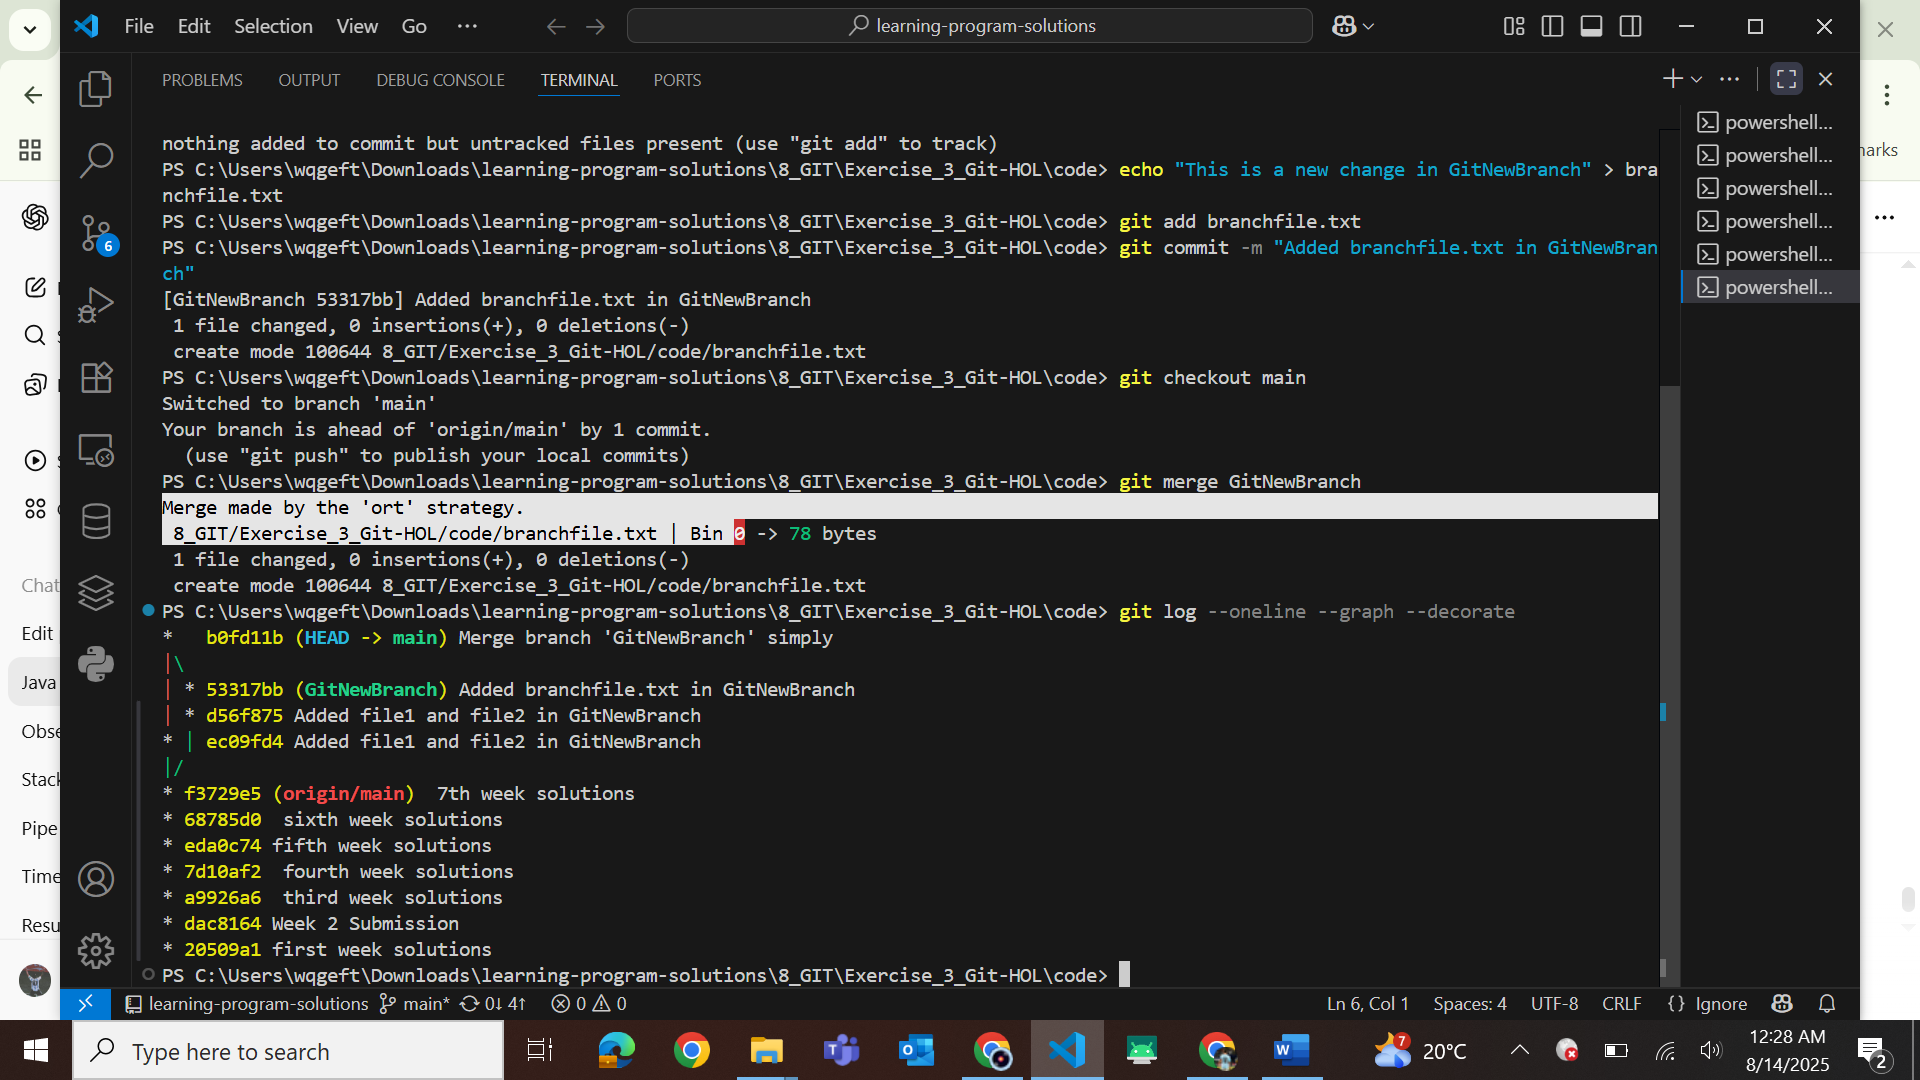 File Edit Selection View Go ···
learning-program-solutions
PROBLEMS OUTPUT DEBUG CONSOLE TERMINAL PORTS
nothing added to commit but untracked files present (use "git add" to track)
PS C:\Users\wqgeft\Downloads\learning-program-solutions\8_GIT\Exercise_3_Git-HOL\code> echo "This is a new change in GitNewBranch" > bra
nchfile.txt
PS C:\Users\wqgeft\Downloads\learning-program-solutions\8_GIT\Exercise_3_Git-HOL\code> git add branchfile.txt
PS C:\Users\wqgeft\Downloads\learning-program-solutions\8_GIT\Exercise_3_Git-HOL\code> git commit -m "Added branchfile.txt in GitNewBran
ch"
[GitNewBranch 53317bb] Added branchfile.txt in GitNewBranch
 1 file changed, 0 insertions(+), 0 deletions(-)
 create mode 100644 8_GIT/Exercise_3_Git-HOL/code/branchfile.txt
PS C:\Users\wqgeft\Downloads\learning-program-solutions\8_GIT\Exercise_3_Git-HOL\code> git checkout main
Switched to branch 'main'
Your branch is ahead of 'origin/main' by 1 commit.
  (use "git push" to publish your local commits)
PS C:\Users\wqgeft\Downloads\learning-program-solutions\8_GIT\Exercise_3_Git-HOL\code> git merge GitNewBranch
Merge made by the 'ort' strategy.
 8_GIT/Exercise_3_Git-HOL/code/branchfile.txt | Bin 0 -> 78 bytes
 1 file changed, 0 insertions(+), 0 deletions(-)
 create mode 100644 8_GIT/Exercise_3_Git-HOL/code/branchfile.txt
PS C:\Users\wqgeft\Downloads\learning-program-solutions\8_GIT\Exercise_3_Git-HOL\code> git log --oneline --graph --decorate
*   b0fd11b (HEAD -> main) Merge branch 'GitNewBranch' simply
|\
| * 53317bb (GitNewBranch) Added branchfile.txt in GitNewBranch
| * d56f875 Added file1 and file2 in GitNewBranch
* | ec09fd4 Added file1 and file2 in GitNewBranch
|/
* f3729e5 (origin/main)  7th week solutions
* 68785d0  sixth week solutions
* eda0c74 fifth week solutions
* 7d10af2  fourth week solutions
* a9926a6  third week solutions
* dac8164 Week 2 Submission
* 20509a1 first week solutions
PS C:\Users\wqgeft\Downloads\learning-program-solutions\8_GIT\Exercise_3_Git-HOL\code>
powershell...
powershell...
powershell...
powershell...
powershell...
powershell...
6
Chat
Edit
Java
Obse
Stack
Pipe
Time
Resu
narks
learning-program-solutions main* 0↓ 4↑ 0 0 Ln 6, Col 1 Spaces: 4 UTF-8 CRLF {} Ignore
Type here to search
7
20°C
12:28 AM
8/14/2025
2